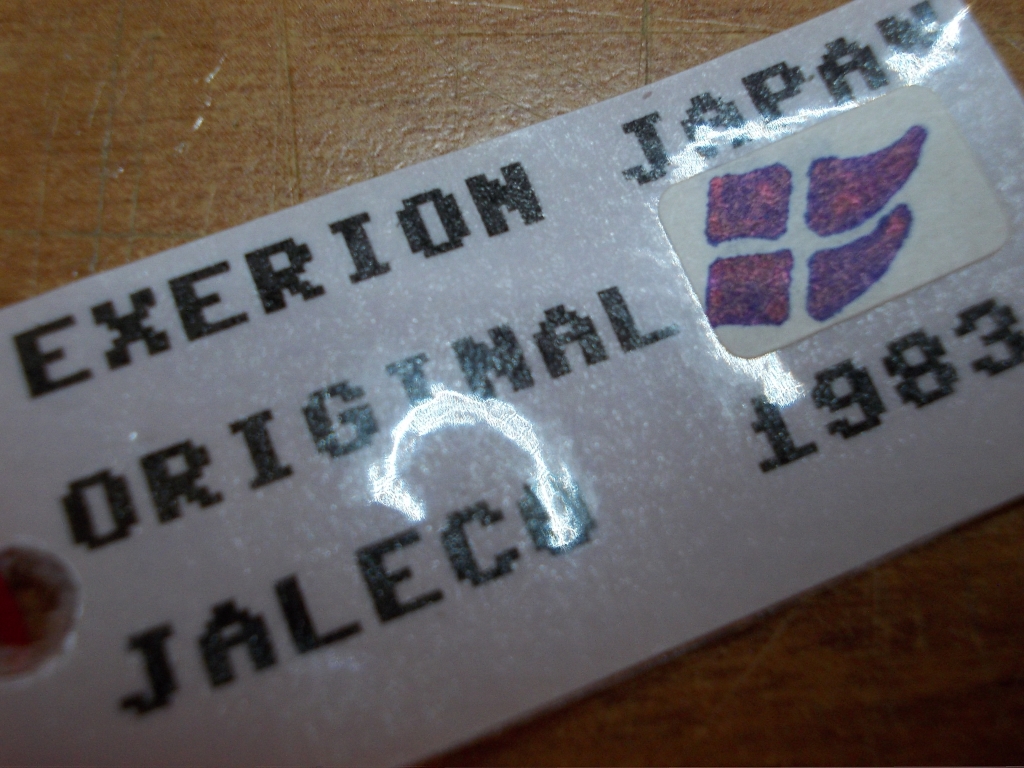 EXERION JAPAN
ORIGINAL 1983
JALECO